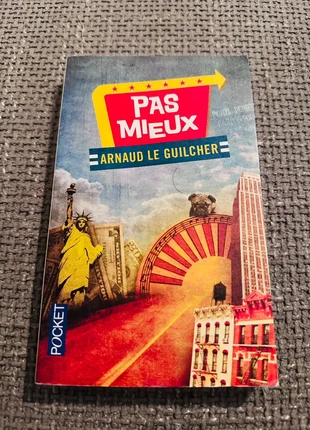 PAS
MIEUX
ARNAUD LE GUILCHER
POCKET